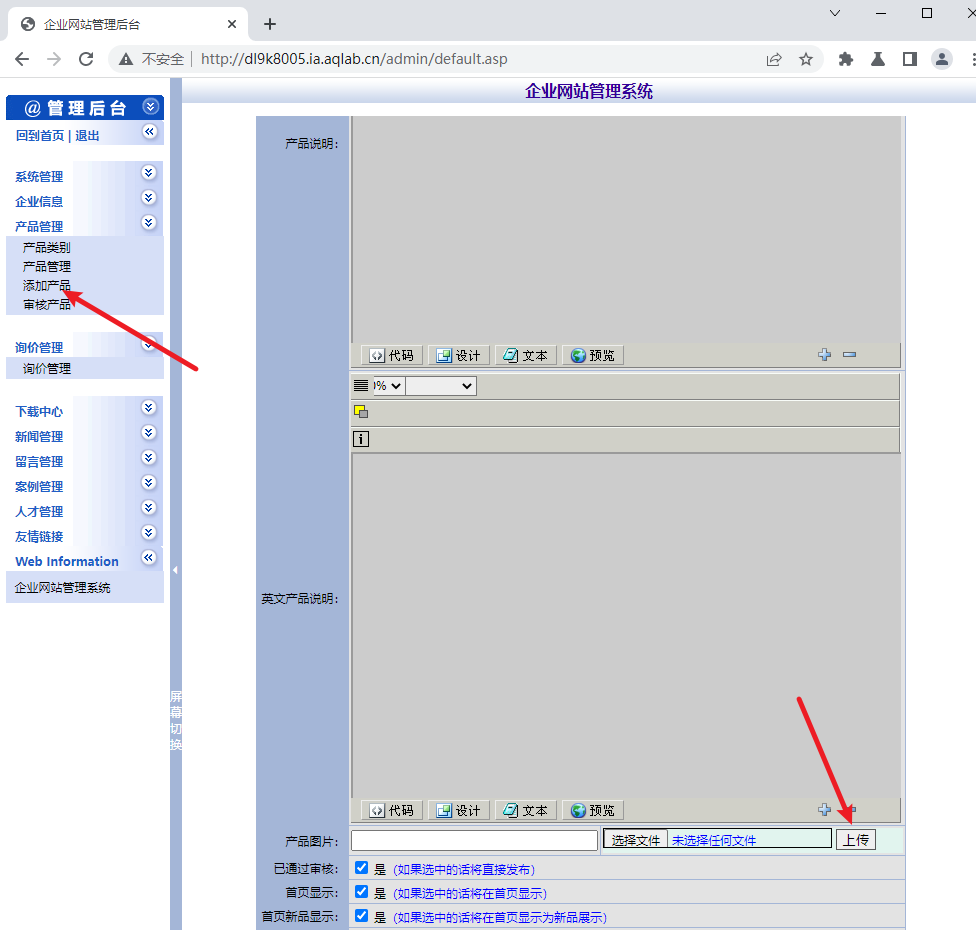 企业网站管理后台
不安全 http://dl9k8005.ia.aqlab.cn/admin/default.asp
企业网站管理系统
@ 管理后台
回到首页 | 退出
系统管理
企业信息
产品管理
产品类别
产品管理
添加产品
审核产品
询价管理
询价管理
下载中心
新闻管理
留言管理
案例管理
人才管理
友情链接
Web Information
企业网站管理系统
屏幕切换
产品说明:
代码 设计 文本 预览
%
英文产品说明:
代码 设计 文本 预览
产品图片: 选择文件 未选择任何文件 上传
已通过审核: 是 (如果选中的话将直接发布)
首页显示: 是 (如果选中的话将在首页显示)
首页新品显示: 是 (如果选中的话将在首页显示为新品展示)